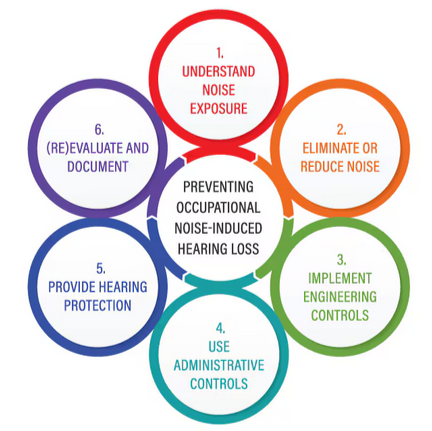 1.
UNDERSTAND
NOISE
EXPOSURE
2.
ELIMINATE OR
REDUCE NOISE
3.
IMPLEMENT
ENGINEERING
CONTROLS
4.
USE
ADMINISTRATIVE
CONTROLS
5.
PROVIDE HEARING
PROTECTION
6.
(RE)EVALUATE AND
DOCUMENT
PREVENTING
OCCUPATIONAL
NOISE-INDUCED
HEARING LOSS